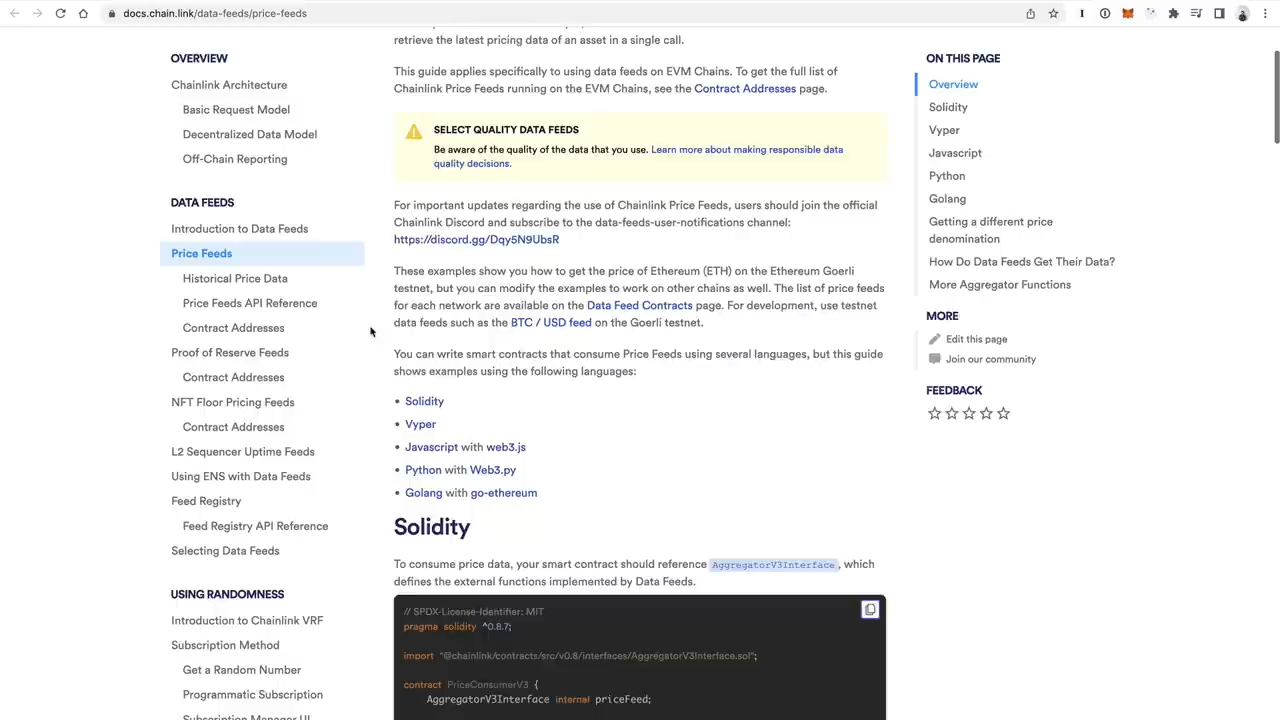 docs.chain.link/data-feeds/price-feeds
OVERVIEW
Chainlink Architecture
Basic Request Model
Decentralized Data Model
Off-Chain Reporting
DATA FEEDS
Introduction to Data Feeds
Price Feeds
Historical Price Data
Price Feeds API Reference
Contract Addresses
Proof of Reserve Feeds
Contract Addresses
NFT Floor Pricing Feeds
Contract Addresses
L2 Sequencer Uptime Feeds
Using ENS with Data Feeds
Feed Registry
Feed Registry API Reference
Selecting Data Feeds
USING RANDOMNESS
Introduction to Chainlink VRF
Subscription Method
Get a Random Number
Programmatic Subscription
Subscription Manager UI
retrieve the latest pricing data of an asset in a single call.
This guide applies specifically to using data feeds on EVM Chains. To get the full list of
Chainlink Price Feeds running on the EVM Chains, see the Contract Addresses page.
SELECT QUALITY DATA FEEDS
Be aware of the quality of the data that you use. Learn more about making responsible data
quality decisions.
For important updates regarding the use of Chainlink Price Feeds, users should join the official
Chainlink Discord and subscribe to the data-feeds-user-notifications channel:
https://discord.gg/Dqy5N9UbsR
These examples show you how to get the price of Ethereum (ETH) on the Ethereum Goerli
testnet, but you can modify the examples to work on other chains as well. The list of price feeds
for each network are available on the Data Feed Contracts page. For development, use testnet
data feeds such as the BTC / USD feed on the Goerli testnet.
You can write smart contracts that consume Price Feeds using several languages, but this guide
shows examples using the following languages:
• Solidity
• Vyper
• Javascript with web3.js
• Python with Web3.py
• Golang with go-ethereum
Solidity
To consume price data, your smart contract should reference AggregatorV3Interface, which
defines the external functions implemented by Data Feeds.
// SPDX-License-Identifier: MIT
pragma solidity ^0.8.7;
import "@chainlink/contracts/src/v0.8/interfaces/AggregatorV3Interface.sol";
contract PriceConsumerV3 {
AggregatorV3Interface internal priceFeed;
ON THIS PAGE
Overview
Solidity
Vyper
Javascript
Python
Golang
Getting a different price
denomination
How Do Data Feeds Get Their Data?
More Aggregator Functions
MORE
Edit this page
Join our community
FEEDBACK